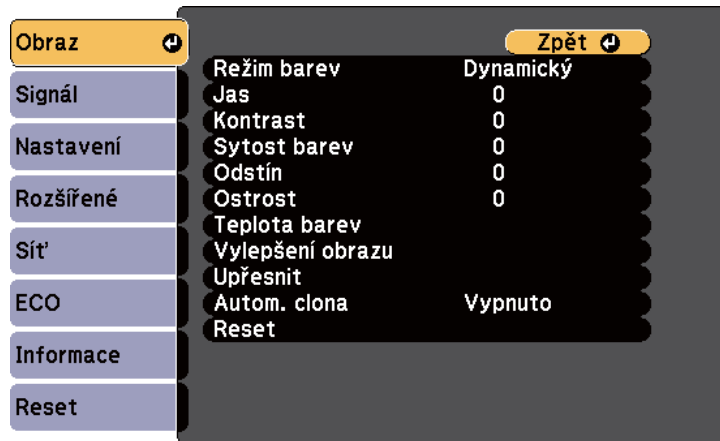 Obraz
Signál
Nastavení
Rozšířené
Síť
ECO
Informace
Reset
Zpět
Režim barev Dynamický
Jas 0
Kontrast 0
Sytost barev 0
Odstín 0
Ostrost 0
Teplota barev
Vylepšení obrazu
Upřesnit
Autom. clona Vypnuto
Reset